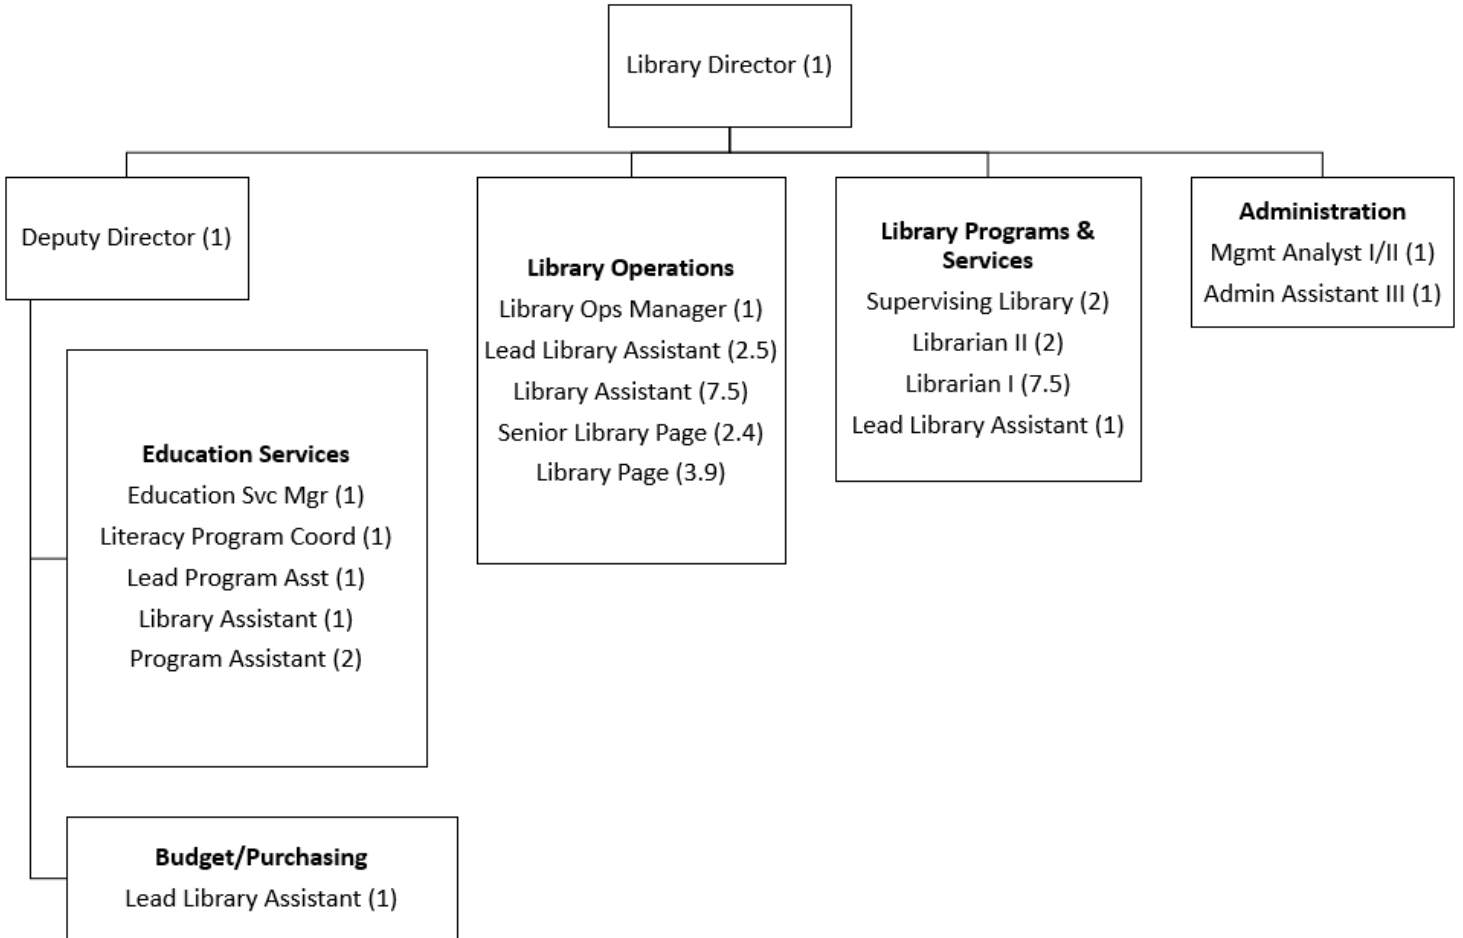 Library Director (1)
Deputy Director (1)
Education Services
Education Svc Mgr (1)
Literacy Program Coord (1)
Lead Program Asst (1)
Library Assistant (1)
Program Assistant (2)
Budget/Purchasing
Lead Library Assistant (1)
Library Operations
Library Ops Manager (1)
Lead Library Assistant (2.5)
Library Assistant (7.5)
Senior Library Page (2.4)
Library Page (3.9)
Library Programs &
Services
Supervising Library (2)
Librarian II (2)
Librarian I (7.5)
Lead Library Assistant (1)
Administration
Mgmt Analyst I/II (1)
Admin Assistant III (1)